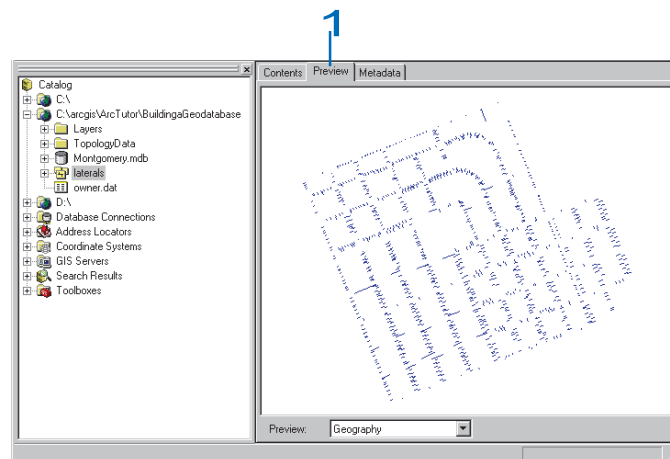 1
Contents Preview Metadata
Catalog
C:\
C:\arcgis\ArcTutor\BuildingaGeodatabase
Layers
TopologyData
Montgomery.mdb
laterals
owner.dat
D:\
Database Connections
Address Locators
Coordinate Systems
GIS Servers
Search Results
Toolboxes
Preview: Geography